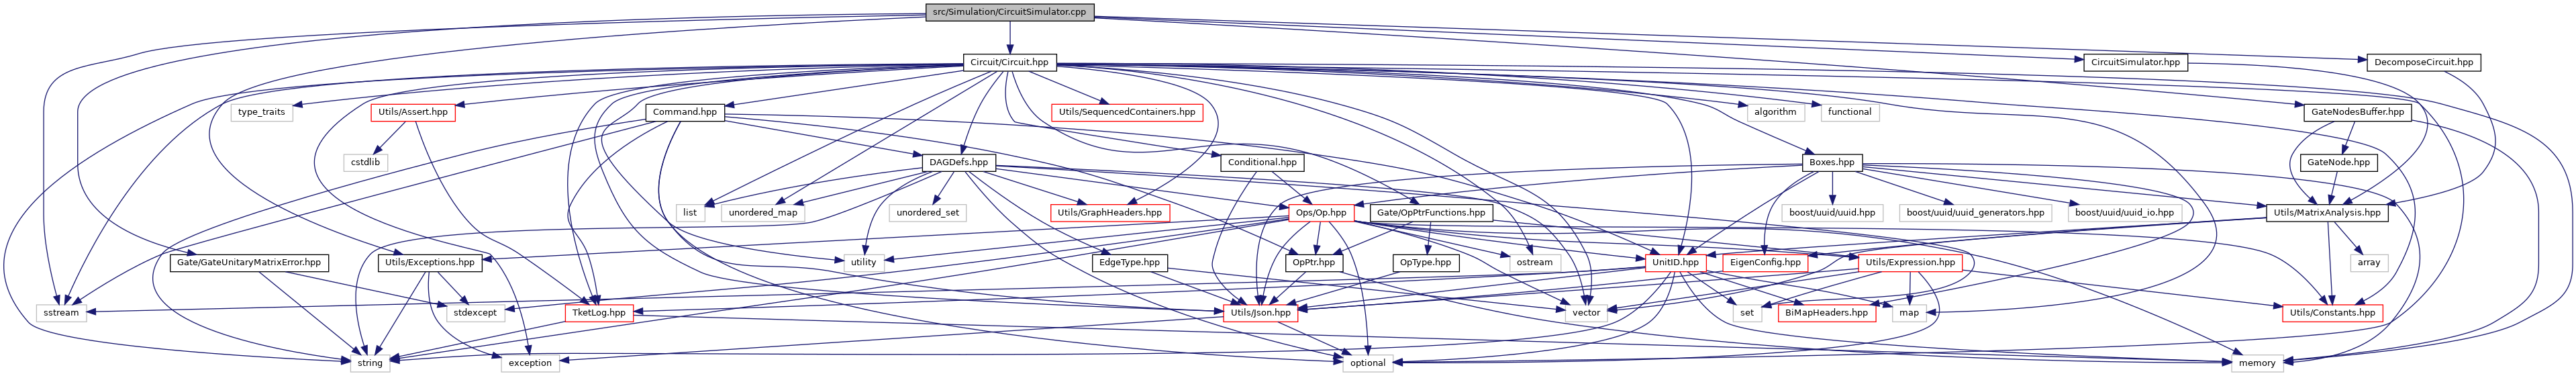 src/Simulation/CircuitSimulator.cpp
Circuit/Circuit.hpp
CircuitSimulator.hpp
DecomposeCircuit.hpp
type_traits
Utils/Assert.hpp
Command.hpp
Utils/SequencedContainers.hpp
algorithm
functional
GateNodesBuffer.hpp
cstdlib
DAGDefs.hpp
Conditional.hpp
Boxes.hpp
GateNode.hpp
list
unordered_map
unordered_set
Utils/GraphHeaders.hpp
Ops/Op.hpp
Gate/OpPtrFunctions.hpp
boost/uuid/uuid.hpp
boost/uuid/uuid_generators.hpp
boost/uuid/uuid_io.hpp
Utils/MatrixAnalysis.hpp
Gate/GateUnitaryMatrixError.hpp
Utils/Exceptions.hpp
utility
EdgeType.hpp
OpPtr.hpp
OpType.hpp
ostream
UnitID.hpp
EigenConfig.hpp
Utils/Expression.hpp
array
sstream
stdexcept
TketLog.hpp
Utils/Json.hpp
vector
set
BiMapHeaders.hpp
map
Utils/Constants.hpp
string
exception
optional
memory